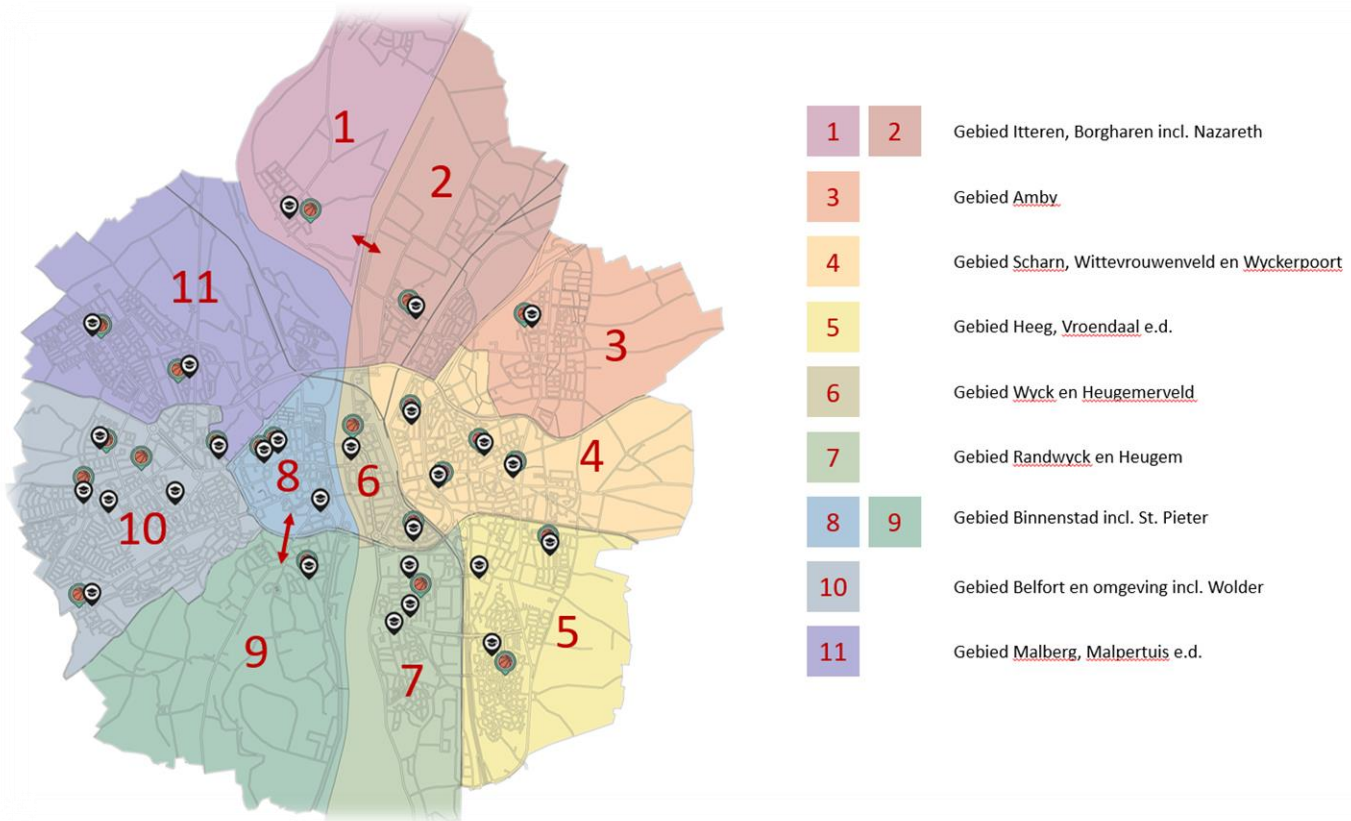 1
2
11
3
4
8
6
10
5
9
7
1 2 Gebied Itteren, Borgharen incl. Nazareth
3 Gebied Amby
4 Gebied Scharn, Wittevrouwenveld en Wyckerpoort
5 Gebied Heeg, Vroendaal e.d.
6 Gebied Wyck en Heugemerveld
7 Gebied Randwyck en Heugem
8 9 Gebied Binnenstad incl. St. Pieter
10 Gebied Belfort en omgeving incl. Wolder
11 Gebied Malberg, Malpertuis e.d.